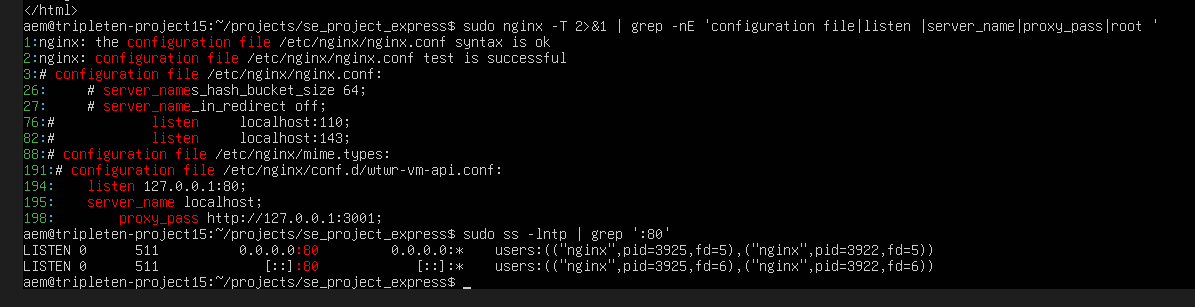 </html>
aem@tripleten-project15:~/projects/se_project_express$ sudo nginx -T 2>&1 | grep -nE 'configuration file|listen |server_name|proxy_pass|root '
1:nginx: the configuration file /etc/nginx/nginx.conf syntax is ok
2:nginx: configuration file /etc/nginx/nginx.conf test is successful
3:# configuration file /etc/nginx/nginx.conf:
26:     # server_names_hash_bucket_size 64;
27:     # server_name_in_redirect off;
76:#            listen     localhost:110;
82:#            listen     localhost:143;
88:# configuration file /etc/nginx/mime.types:
191:# configuration file /etc/nginx/conf.d/wtwr-vm-api.conf:
194:    listen 127.0.0.1:80;
195:    server_name localhost;
198:        proxy_pass http://127.0.0.1:3001;
aem@tripleten-project15:~/projects/se_project_express$ sudo ss -lntp | grep ':80'
LISTEN 0      511          0.0.0.0:80         0.0.0.0:*    users:(("nginx",pid=3925,fd=5),("nginx",pid=3922,fd=5))
LISTEN 0      511             [::]:80            [::]:*    users:(("nginx",pid=3925,fd=6),("nginx",pid=3922,fd=6))
aem@tripleten-project15:~/projects/se_project_express$ _